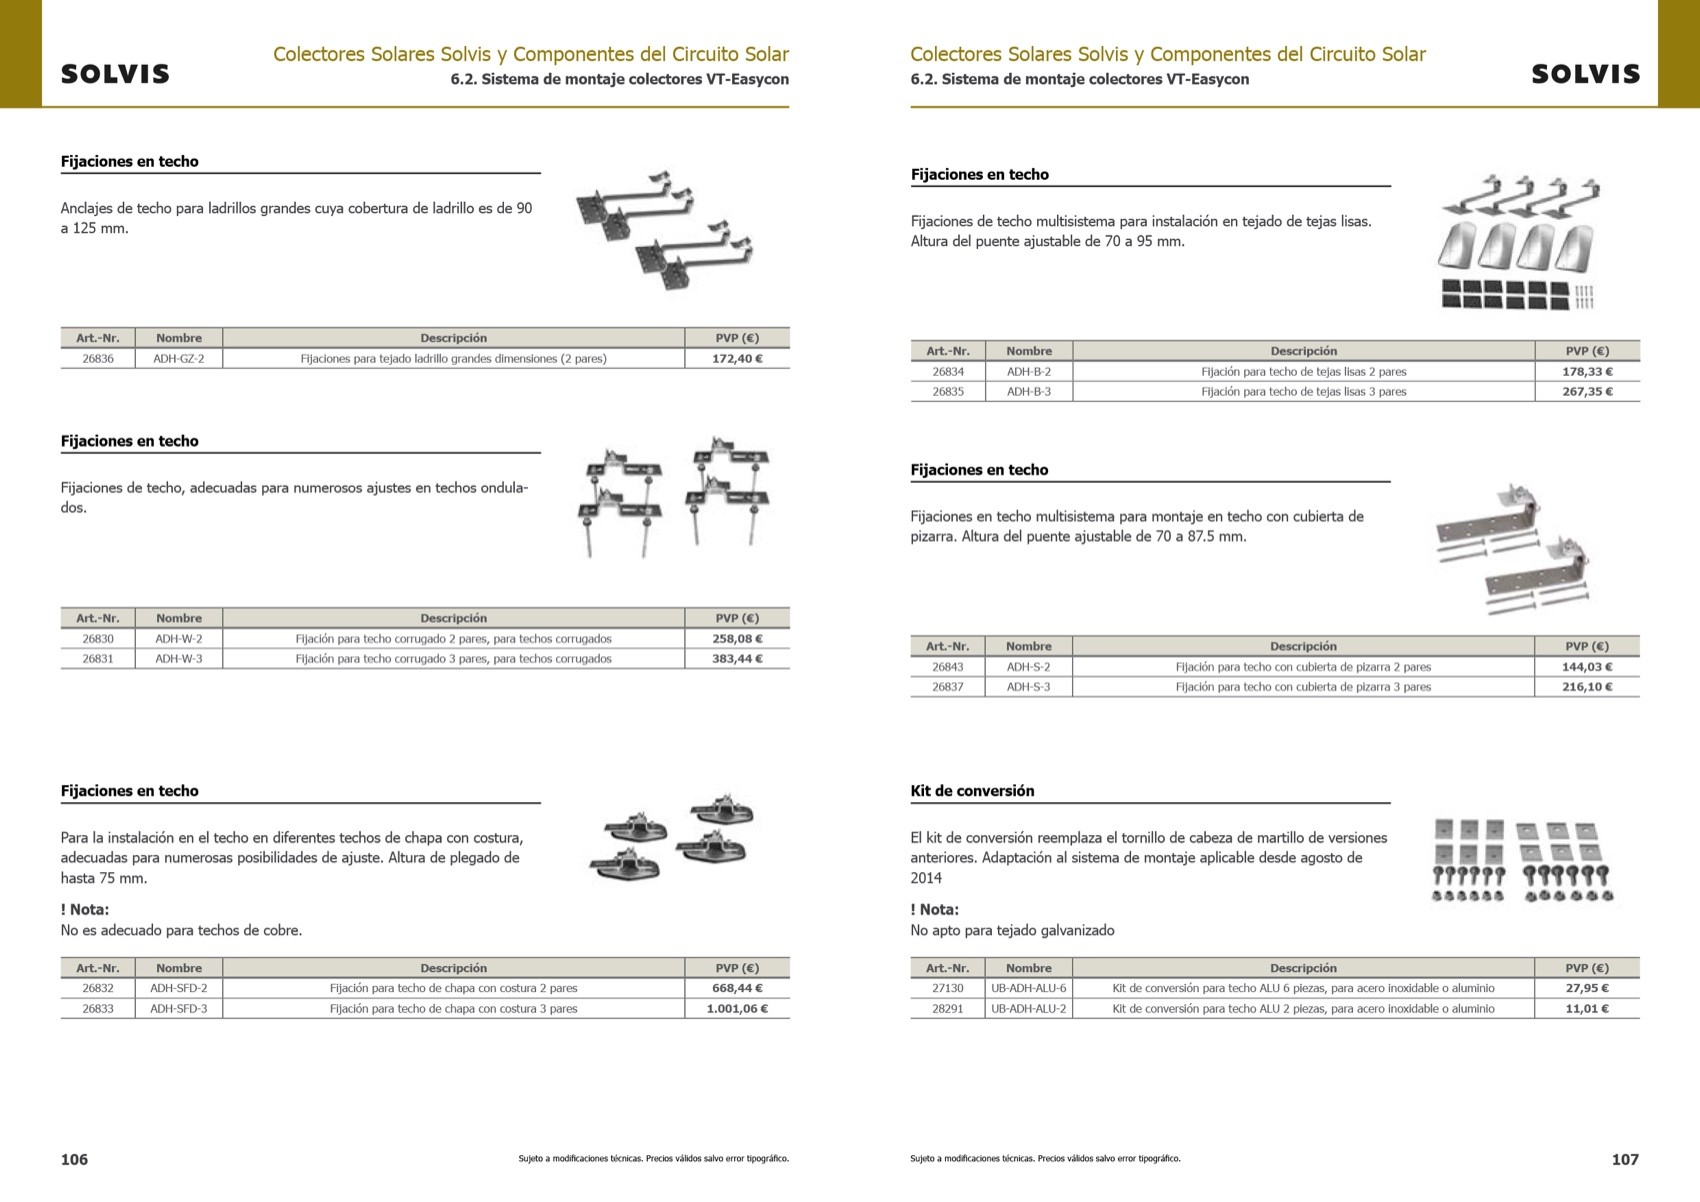 SOLVIS
Colectores Solares Solvis y Componentes del Circuito Solar
6.2. Sistema de montaje colectores VT-Easycon
Fijaciones en techo
Anclajes de techo para ladrillos grandes cuya cobertura de ladrillo es de 90
a 125 mm.
Art.-Nr. Nombre Descripción PVP (€)
26836 ADH-GZ-2 Fijaciones para tejado ladrillo grandes dimensiones (2 pares) 172,40 €
Fijaciones en techo
Fijaciones de techo, adecuadas para numerosos ajustes en techos ondula-
dos.
Art.-Nr. Nombre Descripción PVP (€)
26830 ADH-W-2 Fijación para techo corrugado 2 pares, para techos corrugados 258,08 €
26831 ADH-W-3 Fijación para techo corrugado 3 pares, para techos corrugados 383,44 €
Fijaciones en techo
Para la instalación en el techo en diferentes techos de chapa con costura,
adecuadas para numerosas posibilidades de ajuste. Altura de plegado de
hasta 75 mm.
! Nota:
No es adecuado para techos de cobre.
Art.-Nr. Nombre Descripción PVP (€)
26832 ADH-SFD-2 Fijación para techo de chapa con costura 2 pares 668,44 €
26833 ADH-SFD-3 Fijación para techo de chapa con costura 3 pares 1.001,06 €
106
Sujeto a modificaciones técnicas. Precios válidos salvo error tipográfico.
Colectores Solares Solvis y Componentes del Circuito Solar
6.2. Sistema de montaje colectores VT-Easycon
SOLVIS
Fijaciones en techo
Fijaciones de techo multisistema para instalación en tejado de tejas lisas.
Altura del puente ajustable de 70 a 95 mm.
Art.-Nr. Nombre Descripción PVP (€)
26834 ADH-B-2 Fijación para techo de tejas lisas 2 pares 178,33 €
26835 ADH-B-3 Fijación para techo de tejas lisas 3 pares 267,35 €
Fijaciones en techo
Fijaciones en techo multisistema para montaje en techo con cubierta de
pizarra. Altura del puente ajustable de 70 a 87.5 mm.
Art.-Nr. Nombre Descripción PVP (€)
26843 ADH-S-2 Fijación para techo con cubierta de pizarra 2 pares 144,03 €
26837 ADH-S-3 Fijación para techo con cubierta de pizarra 3 pares 216,10 €
Kit de conversión
El kit de conversión reemplaza el tornillo de cabeza de martillo de versiones
anteriores. Adaptación al sistema de montaje aplicable desde agosto de
2014
! Nota:
No apto para tejado galvanizado
Art.-Nr. Nombre Descripción PVP (€)
27130 UB-ADH-ALU-6 Kit de conversión para techo ALU 6 piezas, para acero inoxidable o aluminio 27,95 €
28291 UB-ADH-ALU-2 Kit de conversión para techo ALU 2 piezas, para acero inoxidable o aluminio 11,01 €
Sujeto a modificaciones técnicas. Precios válidos salvo error tipográfico.
107